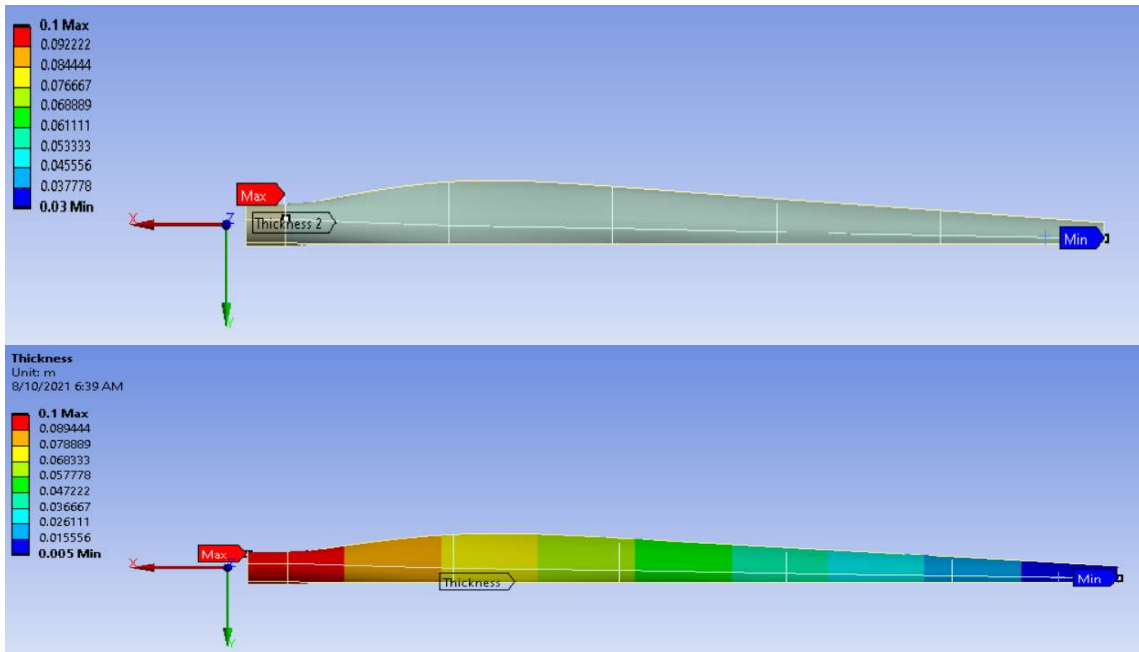 0.1 Max
0.092222
0.084444
0.076667
0.068889
0.061111
0.053333
0.045556
0.037778
0.03 Min
Max
X
Z
Thickness 2
Min
Y
Thickness
Unit: m
8/10/2021 6:39 AM
0.1 Max
0.089444
0.078889
0.068333
0.057778
0.047222
0.036667
0.026111
0.015556
0.005 Min
Max
X
Thickness
Min
Y